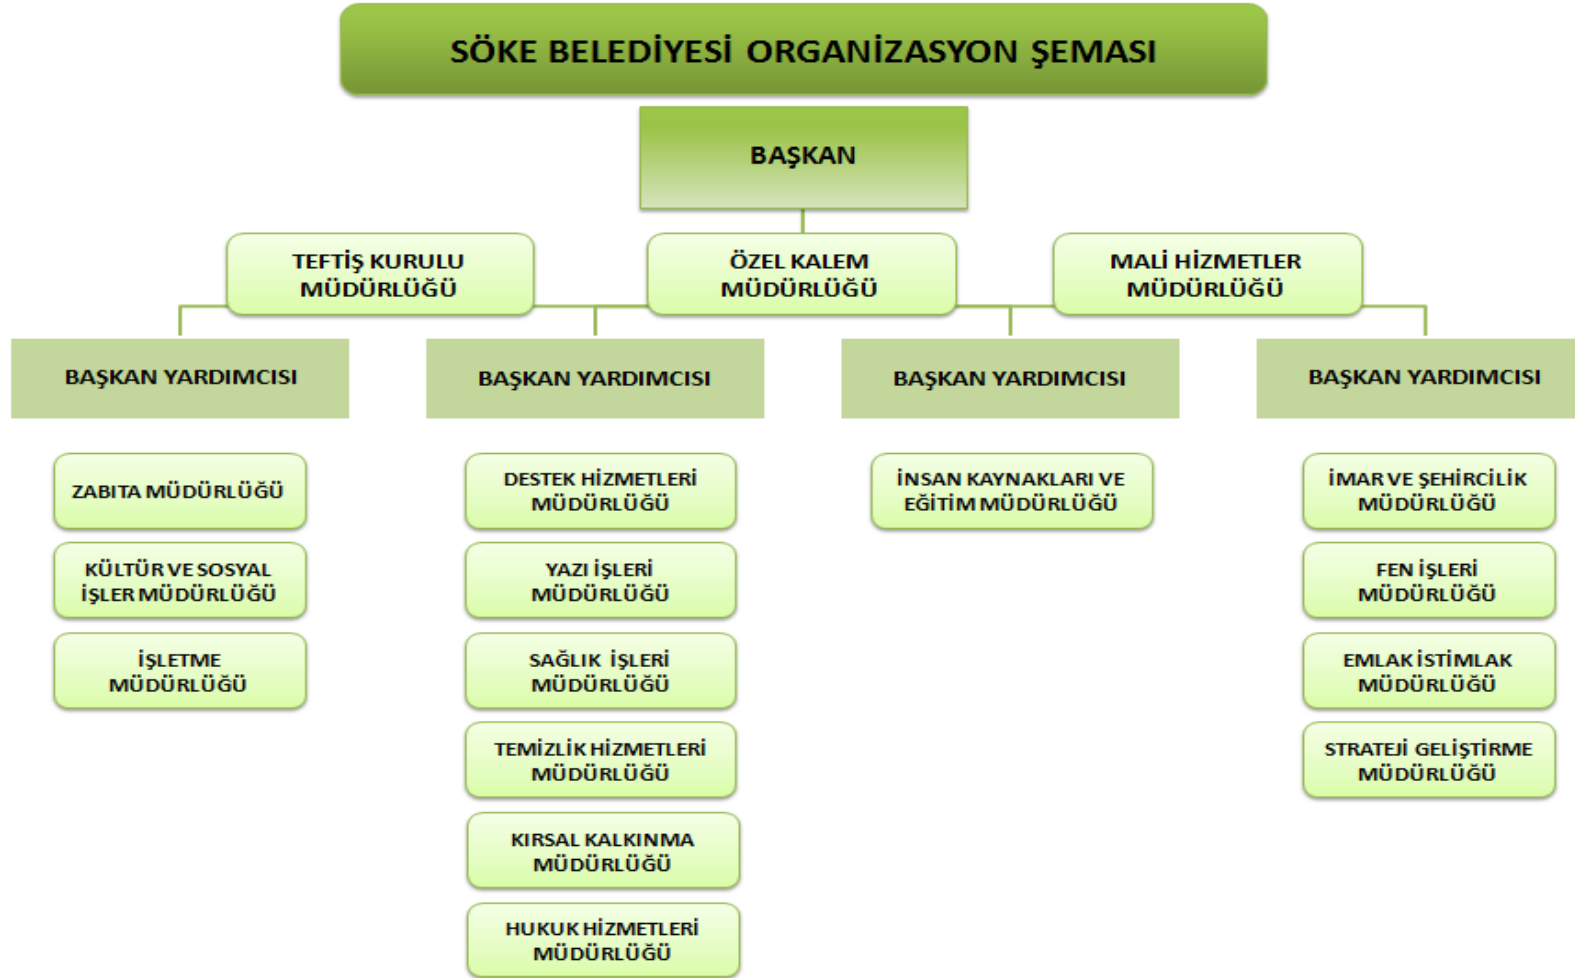 SÖKE BELEDİYESİ ORGANİZASYON ŞEMASI
BAŞKAN
TEFTİŞ KURULU
MÜDÜRLÜĞÜ
ÖZEL KALEM
MÜDÜRLÜĞÜ
MALİ HİZMETLER
MÜDÜRLÜĞÜ
BAŞKAN YARDIMCISI
BAŞKAN YARDIMCISI
BAŞKAN YARDIMCISI
BAŞKAN YARDIMCISI
ZABITA MÜDÜRLÜĞÜ
KÜLTÜR VE SOSYAL
İŞLER MÜDÜRLÜĞÜ
İŞLETME
MÜDÜRLÜĞÜ
DESTEK HİZMETLERİ
MÜDÜRLÜĞÜ
YAZI İŞLERİ
MÜDÜRLÜĞÜ
SAĞLIK İŞLERİ
MÜDÜRLÜĞÜ
TEMİZLİK HİZMETLERİ
MÜDÜRLÜĞÜ
KIRSAL KALKINMA
MÜDÜRLÜĞÜ
HUKUK HİZMETLERİ
MÜDÜRLÜĞÜ
İNSAN KAYNAKLARI VE
EĞİTİM MÜDÜRLÜĞÜ
İMAR VE ŞEHİRCİLİK
MÜDÜRLÜĞÜ
FEN İŞLERİ
MÜDÜRLÜĞÜ
EMLAK İSTİMLAK
MÜDÜRLÜĞÜ
STRATEJİ GELİŞTİRME
MÜDÜRLÜĞÜ